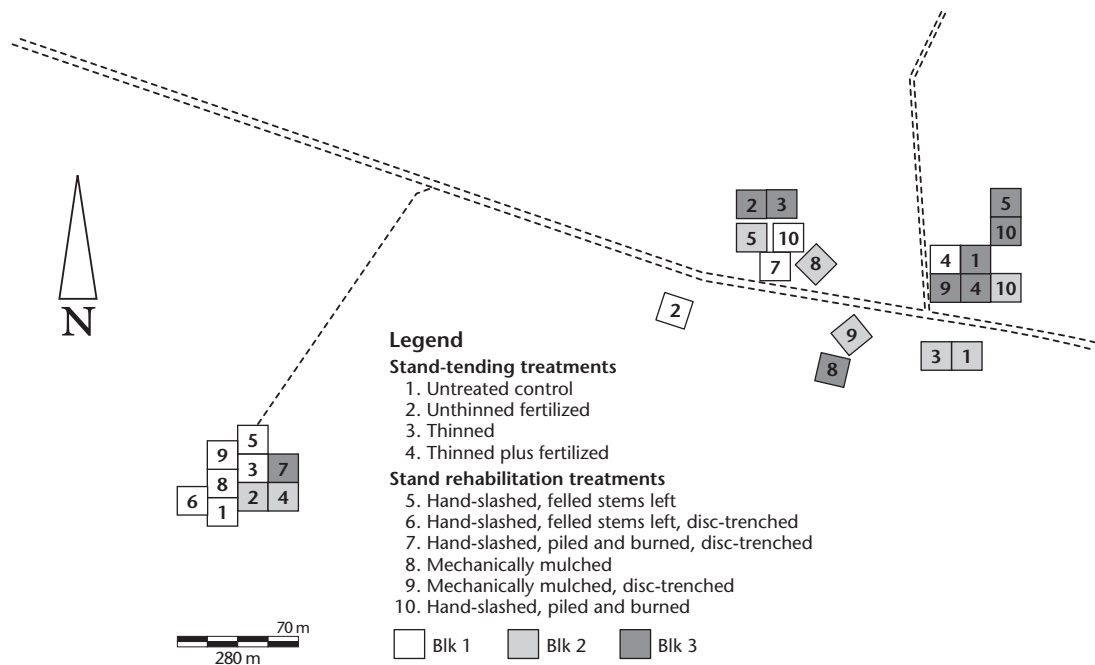 5
10
4 1
9 4 10
3 1
2 3
5 10
7 8
2
9
8
N
5
9
3 7
8
6 2 4
1
Legend
Stand-tending treatments
1. Untreated control
2. Unthinned fertilized
3. Thinned
4. Thinned plus fertilized
Stand rehabilitation treatments
5. Hand-slashed, felled stems left
6. Hand-slashed, felled stems left, disc-trenched
7. Hand-slashed, piled and burned, disc-trenched
8. Mechanically mulched
9. Mechanically mulched, disc-trenched
10. Hand-slashed, piled and burned
Blk 1 Blk 2 Blk 3
70 m
280 m